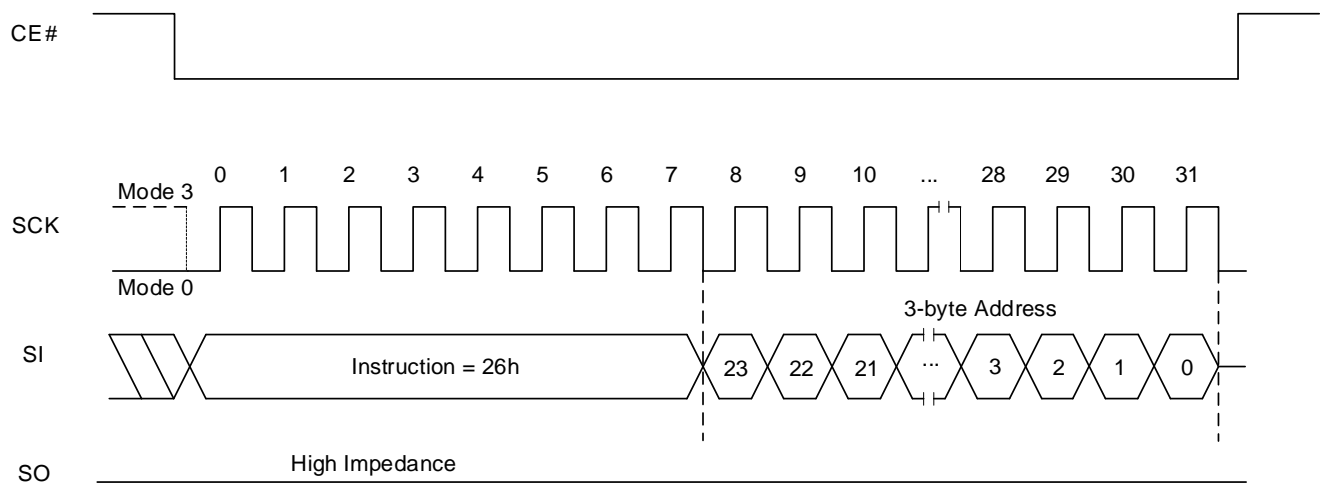 CE#
0 1 2 3 4 5 6 7 8 9 10 ... 28 29 30 31
Mode 3
SCK
Mode 0
3-byte Address
SI
Instruction = 26h
23 22 21 ... 3 2 1 0
High Impedance
SO